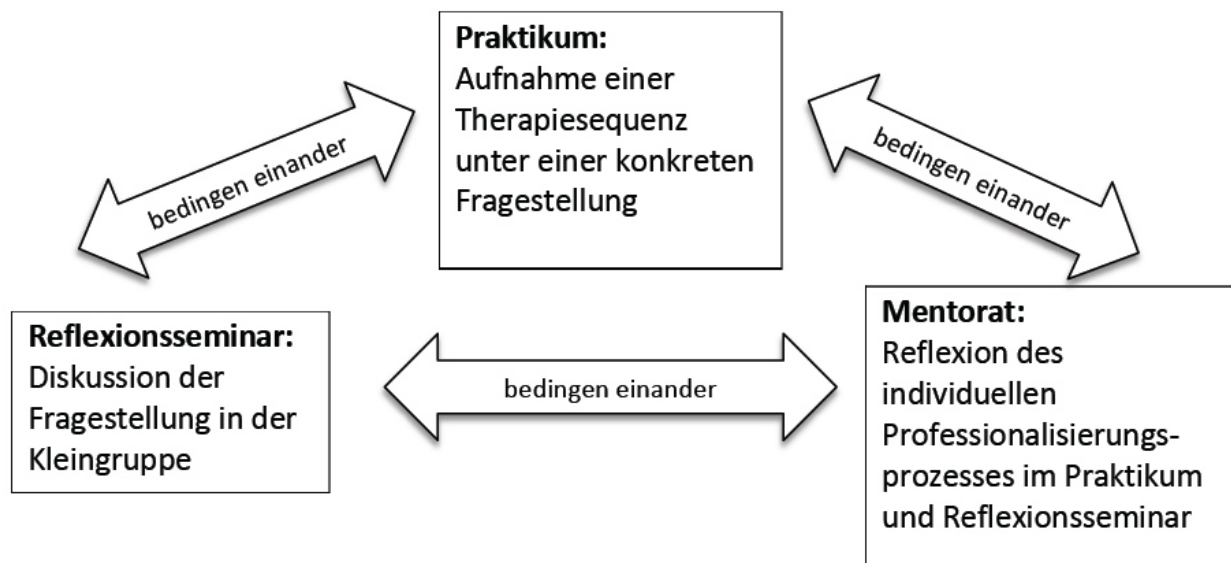 Praktikum:
Aufnahme einer
Therapiesequenz
unter einer konkreten
Fragestellung
bedingen einander
bedingen einander
Reflexionsseminar:
Diskussion der
Fragestellung in der
Kleingruppe
bedingen einander
Mentorat:
Reflexion des
individuellen
Professionalisierungs-
prozesses im Praktikum
und Reflexionsseminar